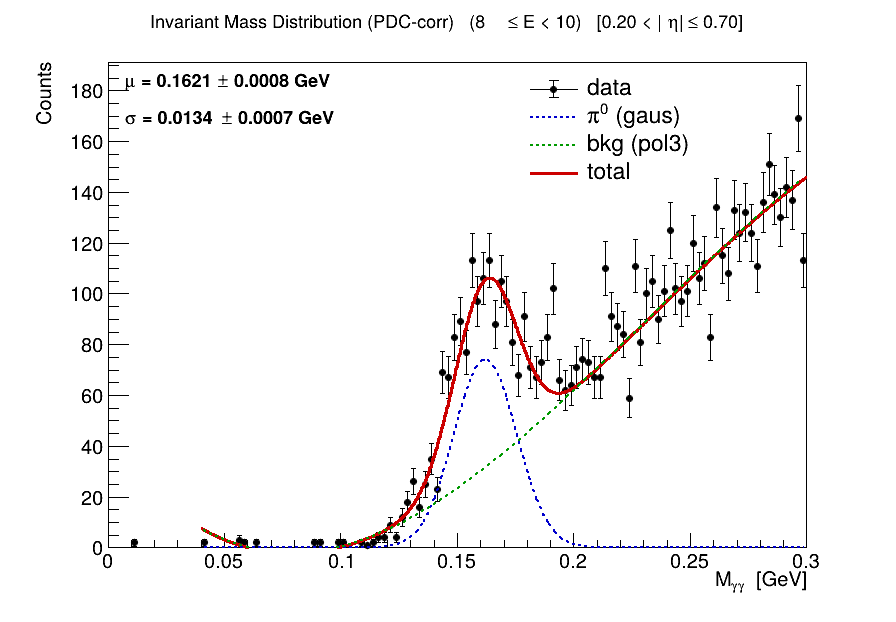 Invariant Mass Distribution (PDC-corr) (8 ≤ E < 10) [0.20 < | η| ≤ 0.70]
Counts
μ = 0.1621 ± 0.0008 GeV
σ = 0.0134 ± 0.0007 GeV
data
π⁰ (gaus)
bkg (pol3)
total
180
160
140
120
100
80
60
40
20
0
0 0.05 0.1 0.15 0.2 0.25 0.3
Mγγ [GeV]